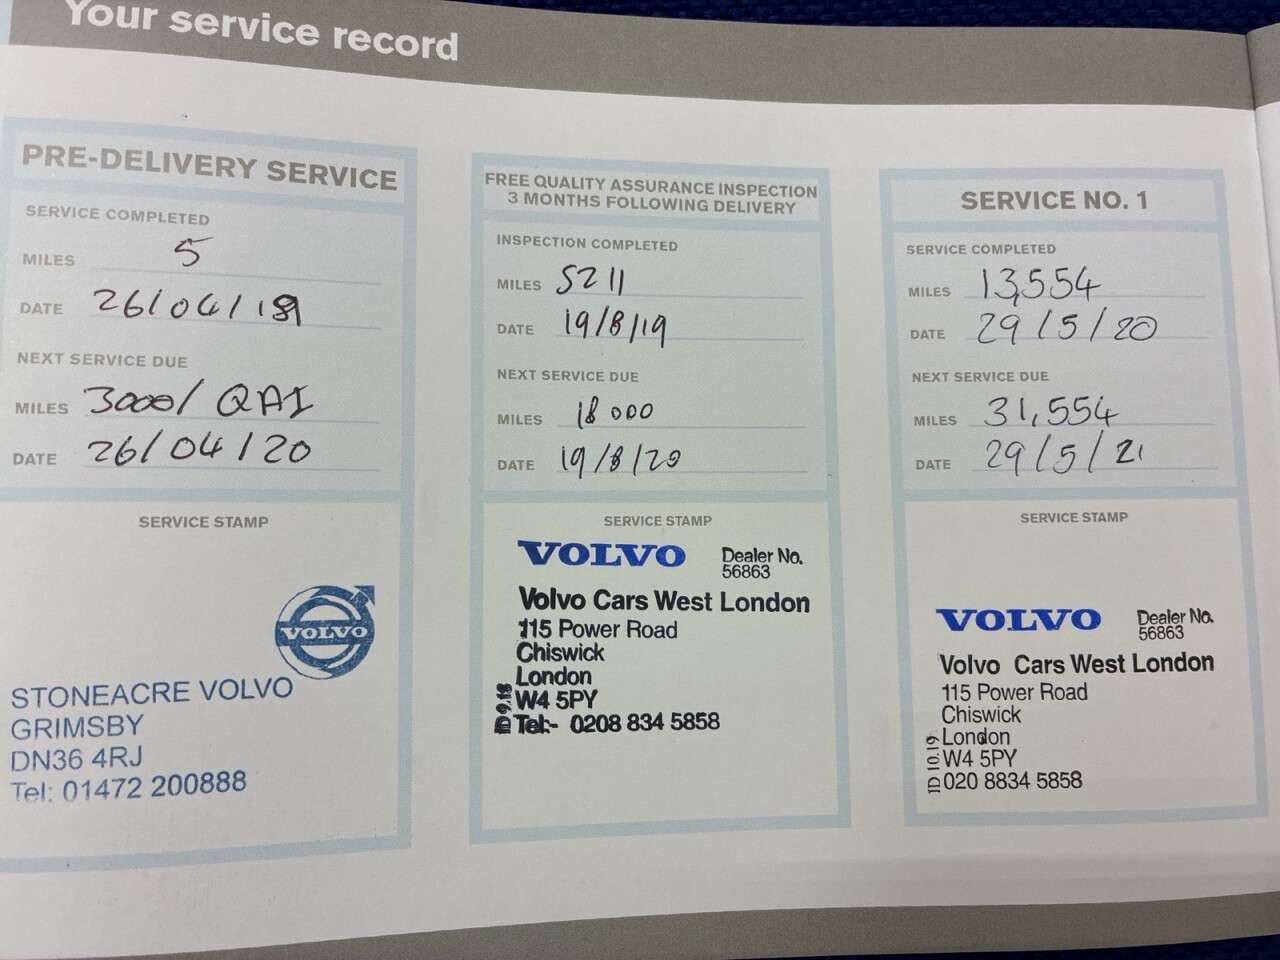 Your service record
PRE-DELIVERY SERVICE
SERVICE COMPLETED
MILES 5
DATE 26/04/19
NEXT SERVICE DUE
MILES 3000/ QAI
DATE 26/04/20
SERVICE STAMP
VOLVO
STONEACRE VOLVO
GRIMSBY
DN36 4RJ
Tel: 01472 200888
FREE QUALITY ASSURANCE INSPECTION
3 MONTHS FOLLOWING DELIVERY
INSPECTION COMPLETED
MILES 5211
DATE 19/8/19
NEXT SERVICE DUE
MILES 18000
DATE 19/8/20
SERVICE STAMP
VOLVO Dealer No.
56863
Volvo Cars West London
115 Power Road
Chiswick
London
W4 5PY
Tel:- 0208 834 5858
ID 9.18
SERVICE NO. 1
SERVICE COMPLETED
MILES 13,554
DATE 29/5/20
NEXT SERVICE DUE
MILES 31,554
DATE 29/5/21
SERVICE STAMP
VOLVO Dealer No.
56863
Volvo Cars West London
115 Power Road
Chiswick
London
W4 5PY
020 8834 5858
ID 10.19